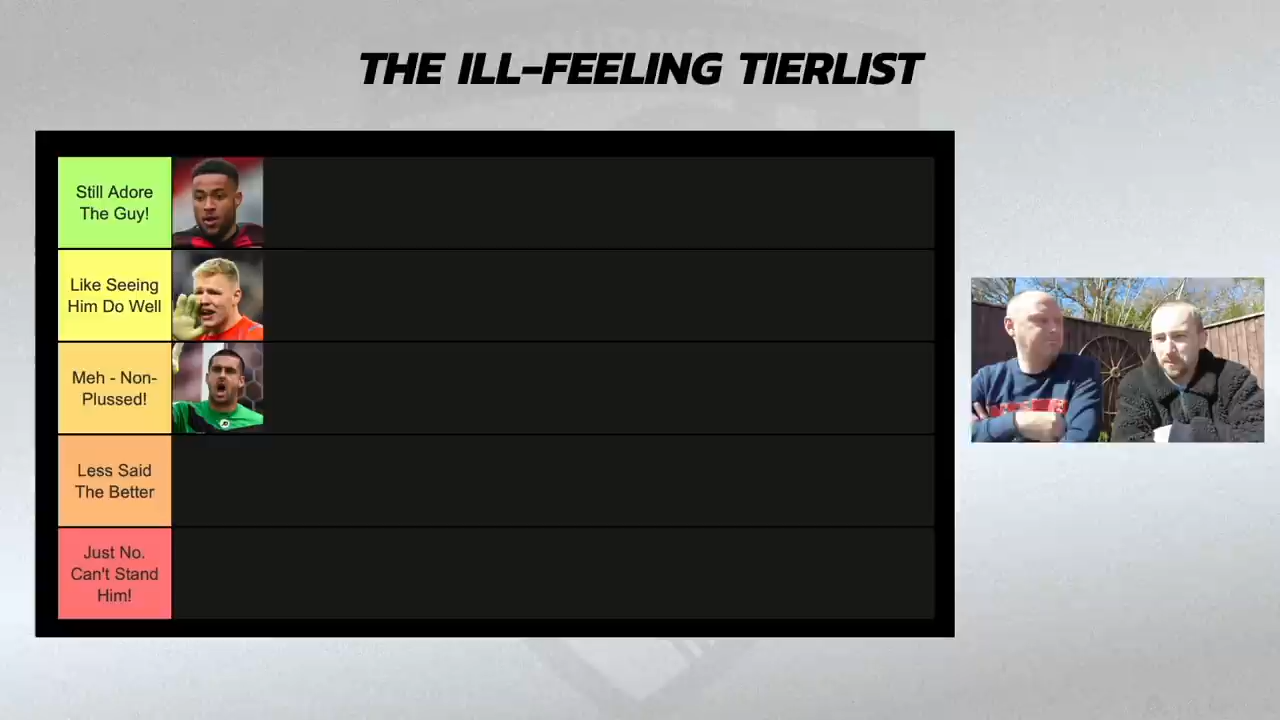 THE ILL-FEELING TIERLIST
Still Adore
The Guy!
Like Seeing
Him Do Well
Meh - Non-
Plussed!
Less Said
The Better
Just No.
Can't Stand
Him!